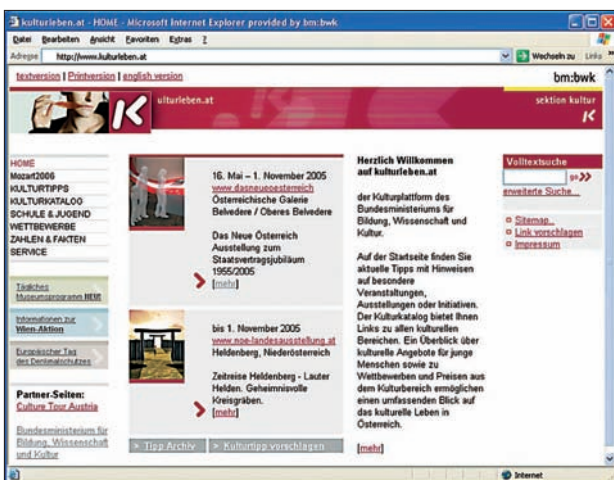 kulturleben.at - HOME - Microsoft Internet Explorer provided by bm:bwk
Datei Bearbeiten Ansicht Favoriten Extras ?
Adresse http://www.kulturleben.at Wechseln zu Links »
textversion | Printversion | english version
bm:bwk
K ulturleben.at
sektion kultur
K
HOME
Mozart2006
KULTURTIPPS
KULTURKATALOG
SCHULE & JUGEND
WETTBEWERBE
ZAHLEN & FAKTEN
SERVICE
Tägliches
Museumsprogramm NEU!
Informationen zur
Wien-Aktion
Europäischer Tag
des Denkmalschutzes
Partner-Seiten:
Culture Tour Austria
Bundesministerium für
Bildung, Wissenschaft
und Kultur
16. Mai – 1. November 2005
www.dasneueoesterreich
Österreichische Galerie
Belvedere / Oberes Belvedere
Das Neue Österreich
Ausstellung zum
Staatsvertragsjubiläum
1955/2005
[mehr]
bis 1. November 2005
www.noe-landesausstellung.at
Heldenberg, Niederösterreich
Zeitreise Heldenberg - Lauter
Helden. Geheimnisvolle
Kreisgräben.
[mehr]
> Tipp Archiv > Kulturtipp vorschlagen
Herzlich Willkommen
auf kulturleben.at
der Kulturplattform des
Bundesministeriums für
Bildung, Wissenschaft und
Kultur.
Auf der Startseite finden Sie
aktuelle Tipps mit Hinweisen
auf besondere
Veranstaltungen,
Ausstellungen oder Initiativen.
Der Kulturkatalog bietet Ihnen
Links zu allen kulturellen
Bereichen. Ein Überblick über
kulturelle Angebote für junge
Menschen sowie zu
Wettbewerben und Preisen aus
dem Kulturbereich ermöglichen
einen umfassenden Blick auf
das kulturelle Leben in
Österreich.
[mehr]
Volltextsuche
go
erweiterte Suche...
Sitemap..
Link vorschlagen
Impressum
Internet